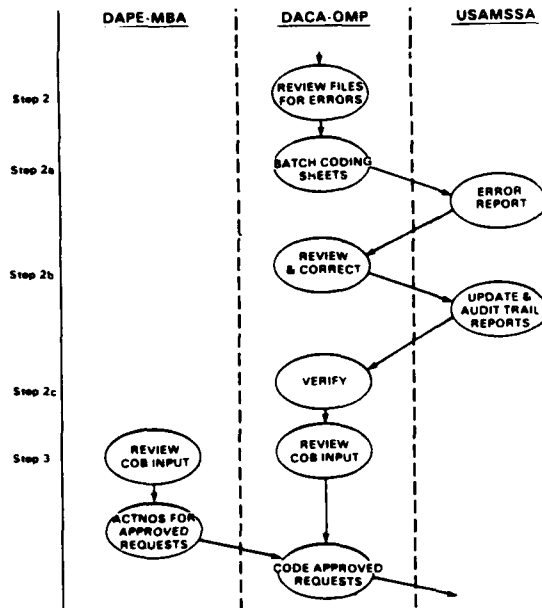 DAPE-MBA DACA-OMP USAMSSA
Step 2
REVIEW FILES
FOR ERRORS
Step 2a
BATCH CODING
SHEETS
ERROR
REPORT
Step 2b
REVIEW
& CORRECT
UPDATE &
AUDIT TRAIL
REPORTS
Step 2c
VERIFY
Step 3
REVIEW
COB INPUT
REVIEW
COB INPUT
ACTNOS FOR
APPROVED
REQUESTS
CODE APPROVED
REQUESTS